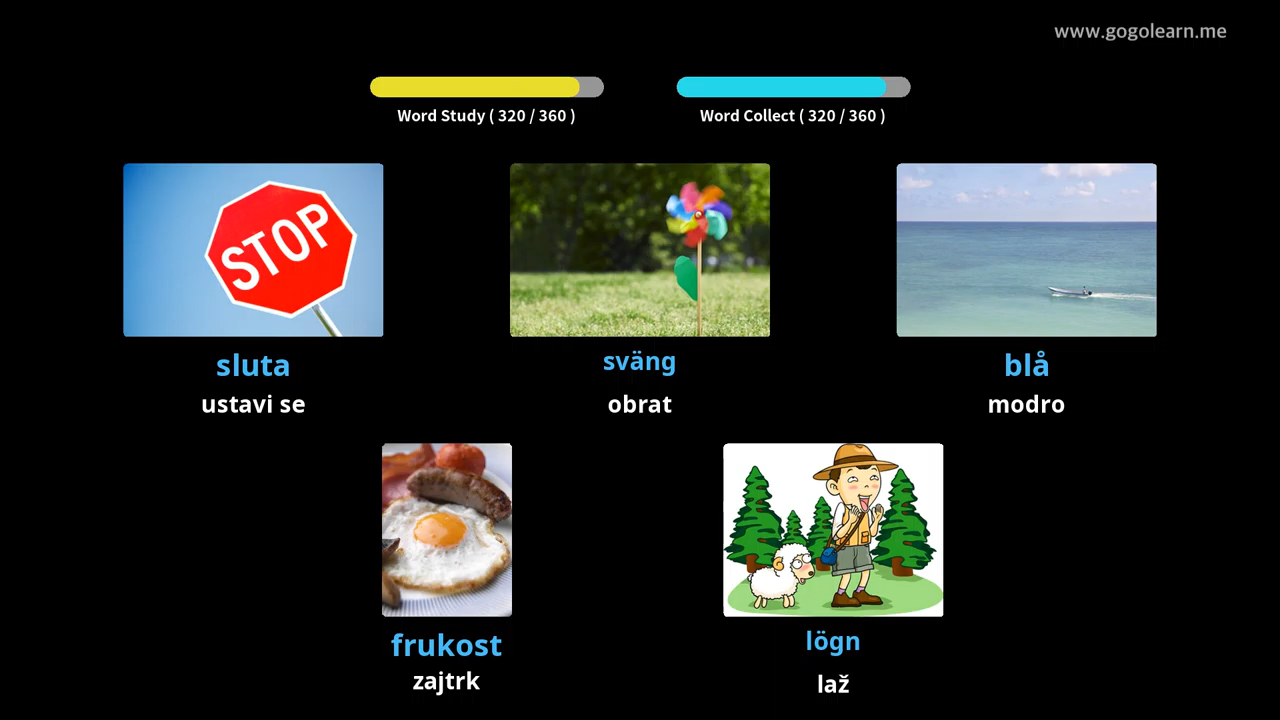 www.gogolearn.me
Word Study ( 320 / 360 )
Word Collect ( 320 / 360 )
STOP
sluta
ustavi se
sväng
obrat
blå
modro
frukost
zajtrk
lögn
laž